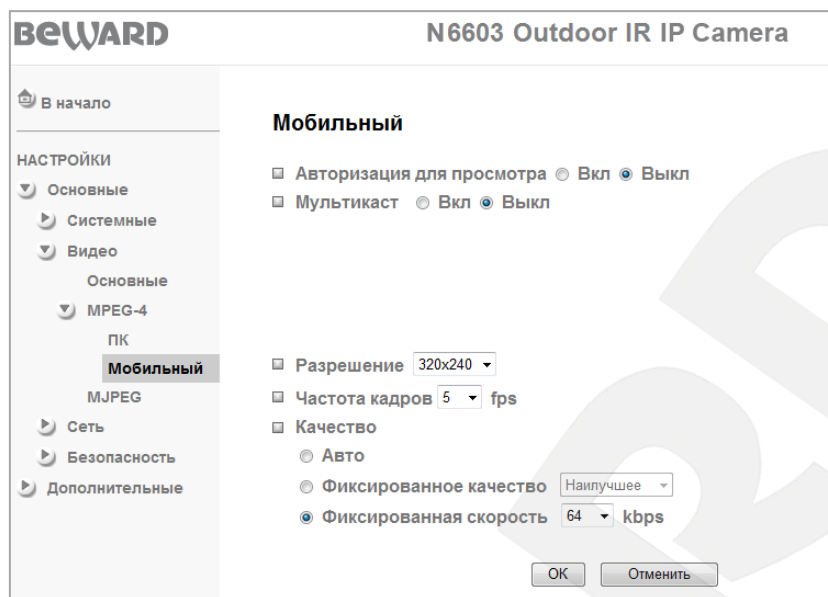 BEWARD
N6603 Outdoor IR IP Camera
В начало
НАСТРОЙКИ
Основные
Системные
Видео
Основные
MPEG-4
ПК
Мобильный
MJPEG
Сеть
Безопасность
Дополнительные
Мобильный
Авторизация для просмотра Вкл Выкл
Мультикаст Вкл Выкл
Разрешение 320x240
Частота кадров 5 fps
Качество
Авто
Фиксированное качество Наилучшее
Фиксированная скорость 64 kbps
OK Отменить